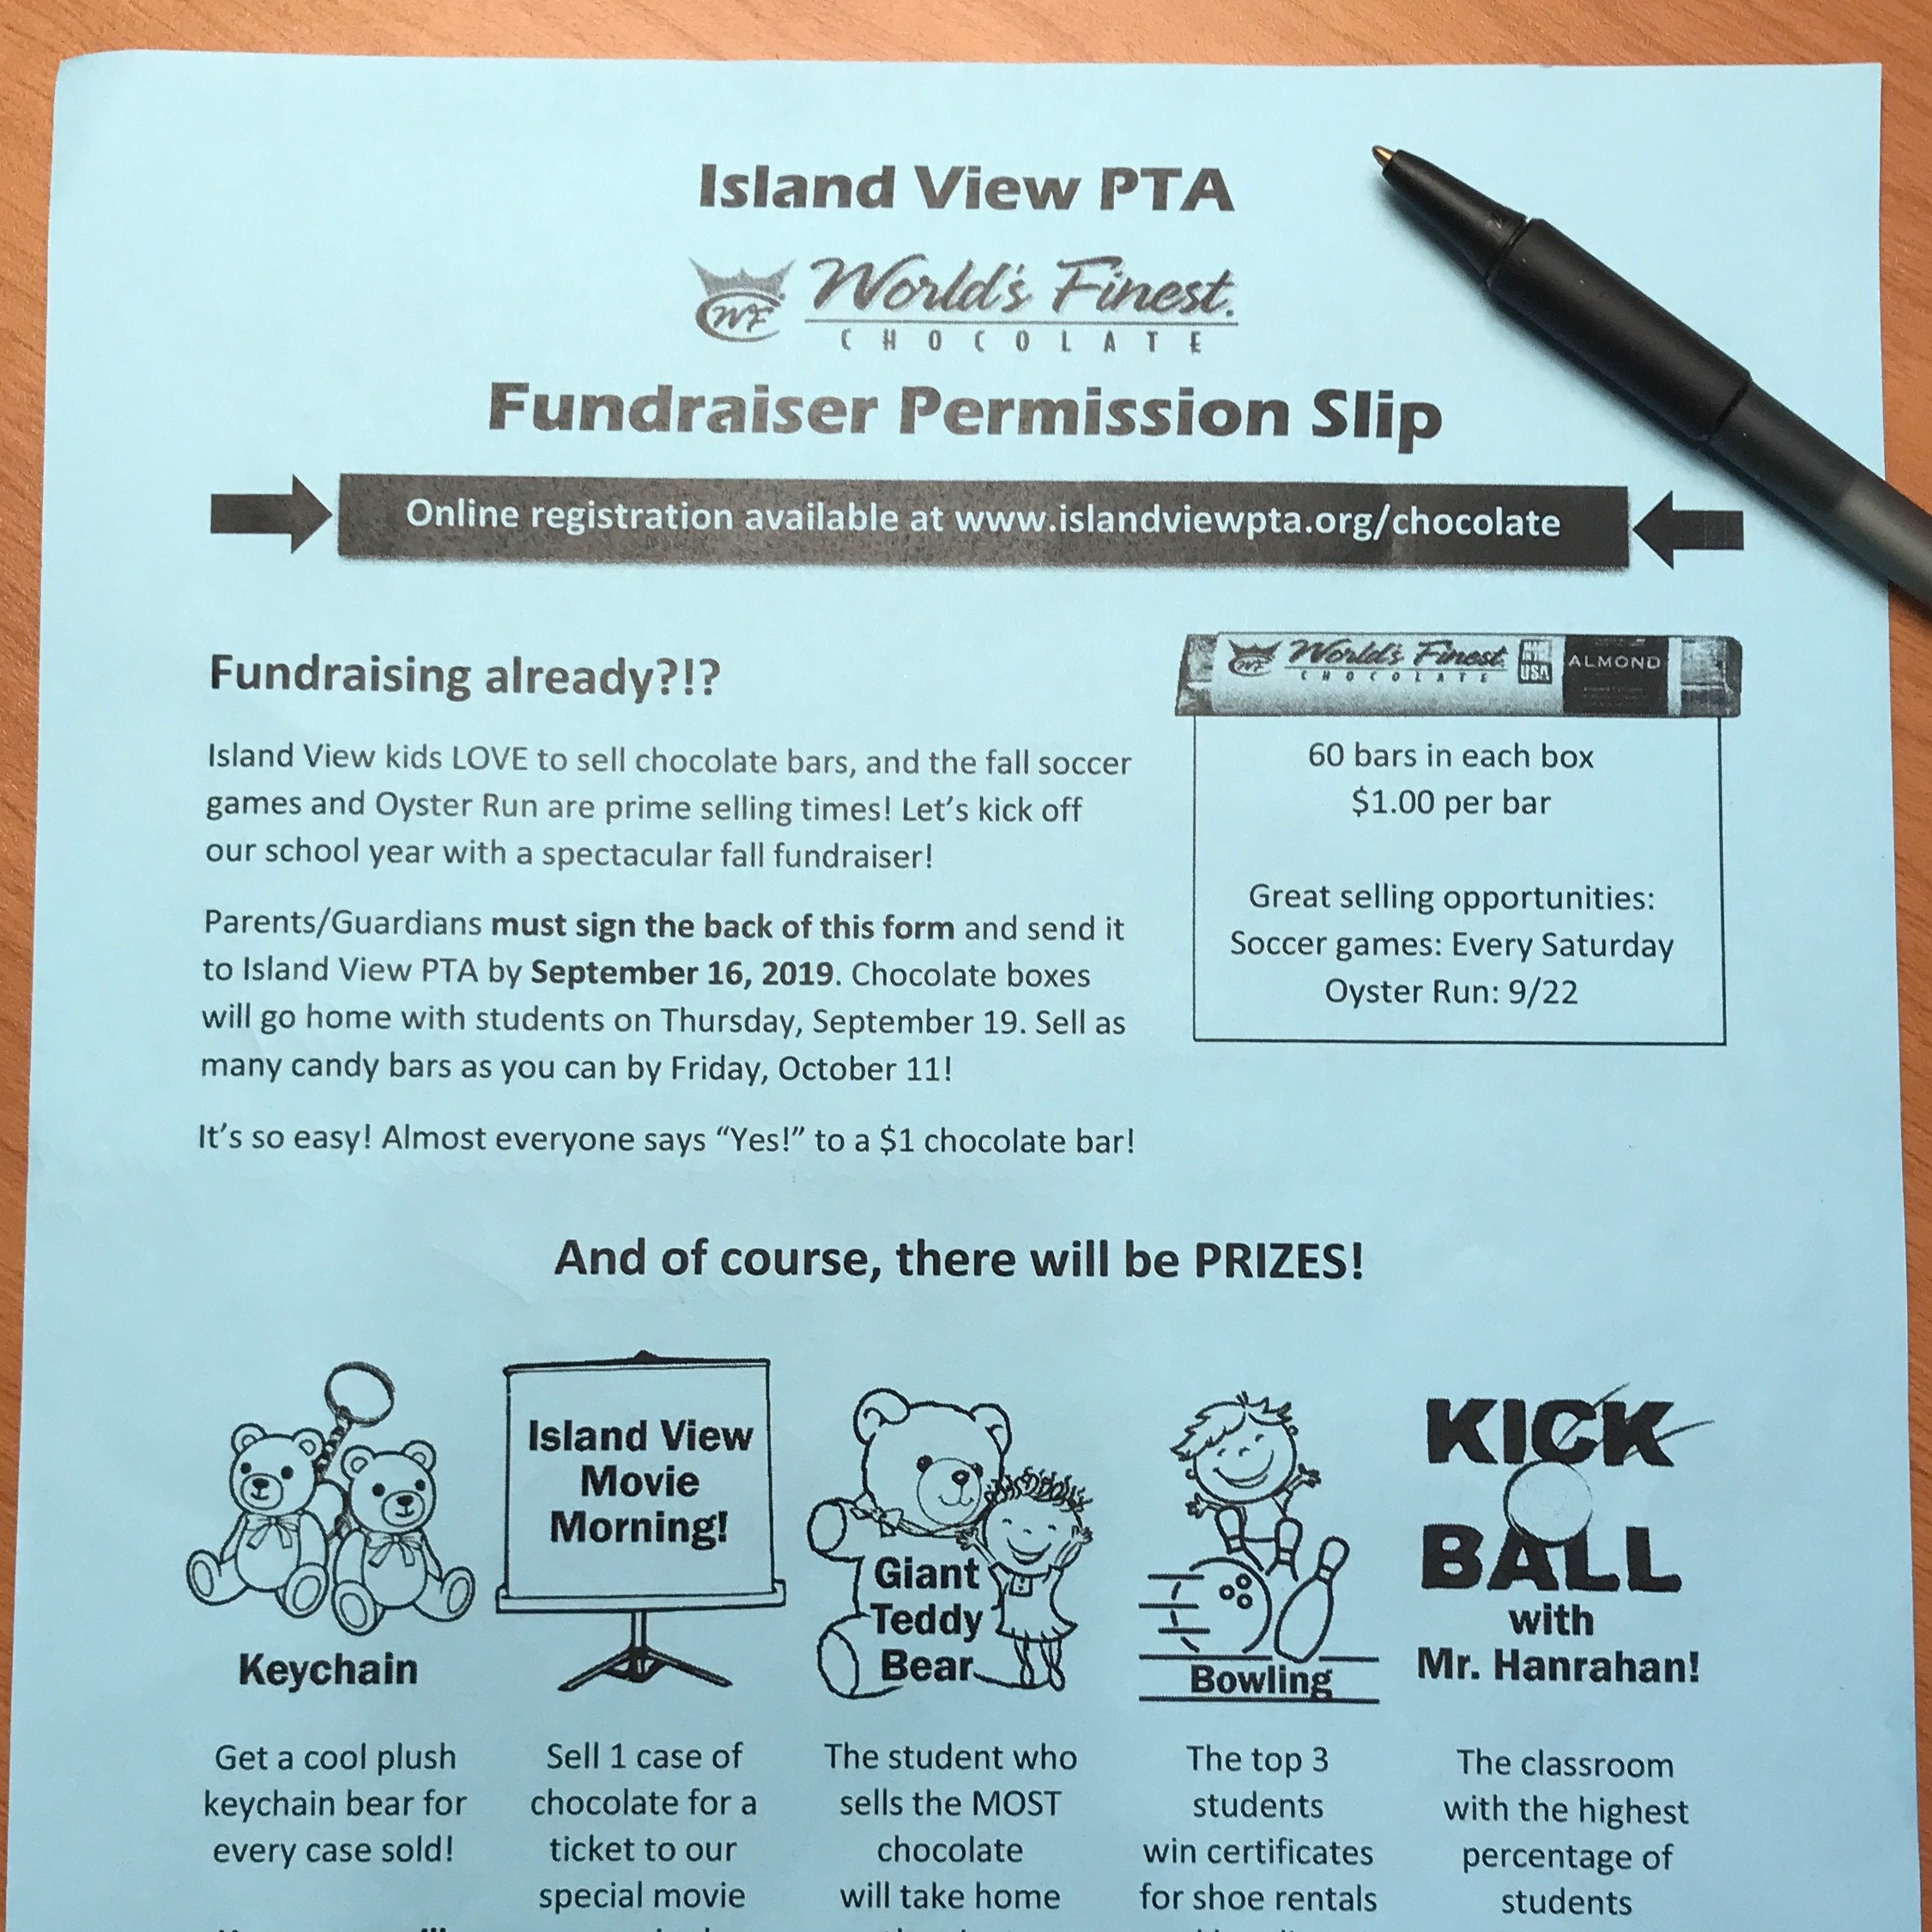 Island View PTA
WF World's Finest
CHOCOLATE
Fundraiser Permission Slip
Online registration available at www.islandviewpta.org/chocolate
Fundraising already?!?
Island View kids LOVE to sell chocolate bars, and the fall soccer
games and Oyster Run are prime selling times! Let's kick off
our school year with a spectacular fall fundraiser!
Parents/Guardians must sign the back of this form and send it
to Island View PTA by September 16, 2019. Chocolate boxes
will go home with students on Thursday, September 19. Sell as
many candy bars as you can by Friday, October 11!
It's so easy! Almost everyone says “Yes!” to a $1 chocolate bar!
WF World's Finest
CHOCOLATE
USA
ALMOND
60 bars in each box
$1.00 per bar
Great selling opportunities:
Soccer games: Every Saturday
Oyster Run: 9/22
And of course, there will be PRIZES!
Keychain
Get a cool plush
keychain bear for
every case sold!
Island View
Movie
Morning!
Sell 1 case of
chocolate for a
ticket to our
special movie
Giant
Teddy
Bear
The student who
sells the MOST
chocolate
will take home
Bowling
The top 3
students
win certificates
for shoe rentals
KICK
BALL
with
Mr. Hanrahan!
The classroom
with the highest
percentage of
students